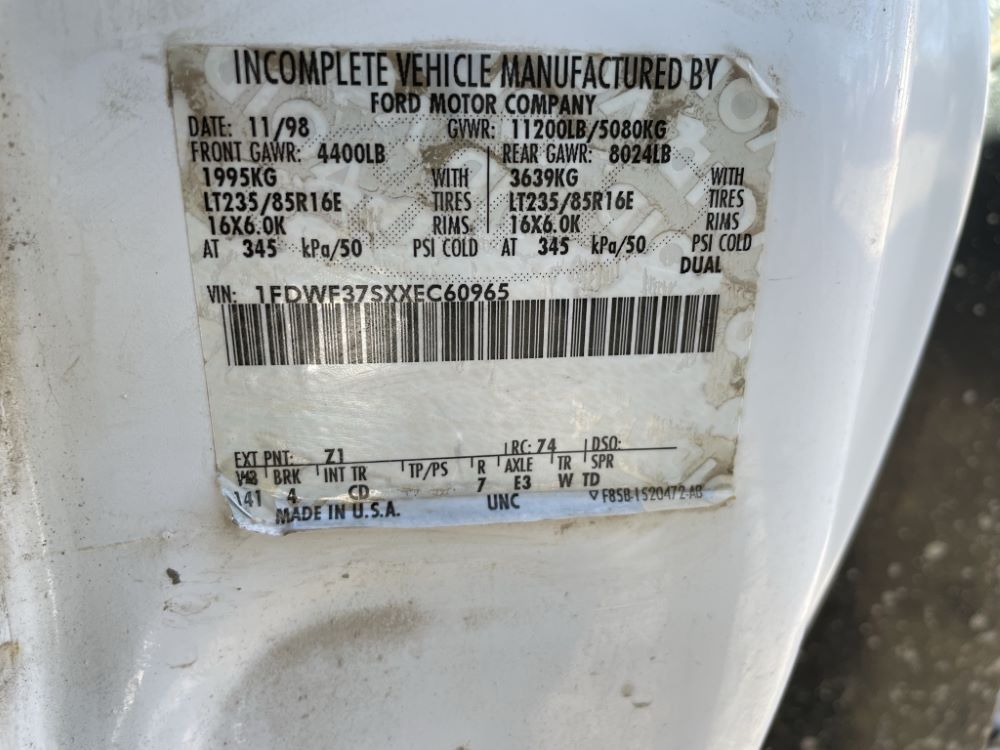 INCOMPLETE VEHICLE MANUFACTURED BY
FORD MOTOR COMPANY
DATE: 11/98 GVWR: 11200LB/5080KG
FRONT GAWR: 4400LB REAR GAWR: 8024LB
1995KG WITH 3639KG WITH
LT235/85R16E TIRES LT235/85R16E TIRES
16X6.0K RIMS 16X6.0K RIMS
AT 345 kPa/50 PSI COLD AT 345 kPa/50 PSI COLD
DUAL
VIN: 1FDWF37SXXEC60965
EXT PNT: Z1 RC: 74 DSO:
WB BRK INT TR TP/PS R AXLE TR SPR
141 4 CD 7 E3 W TD
MADE IN U.S.A. UNC ▽ F85B-1520472-AB